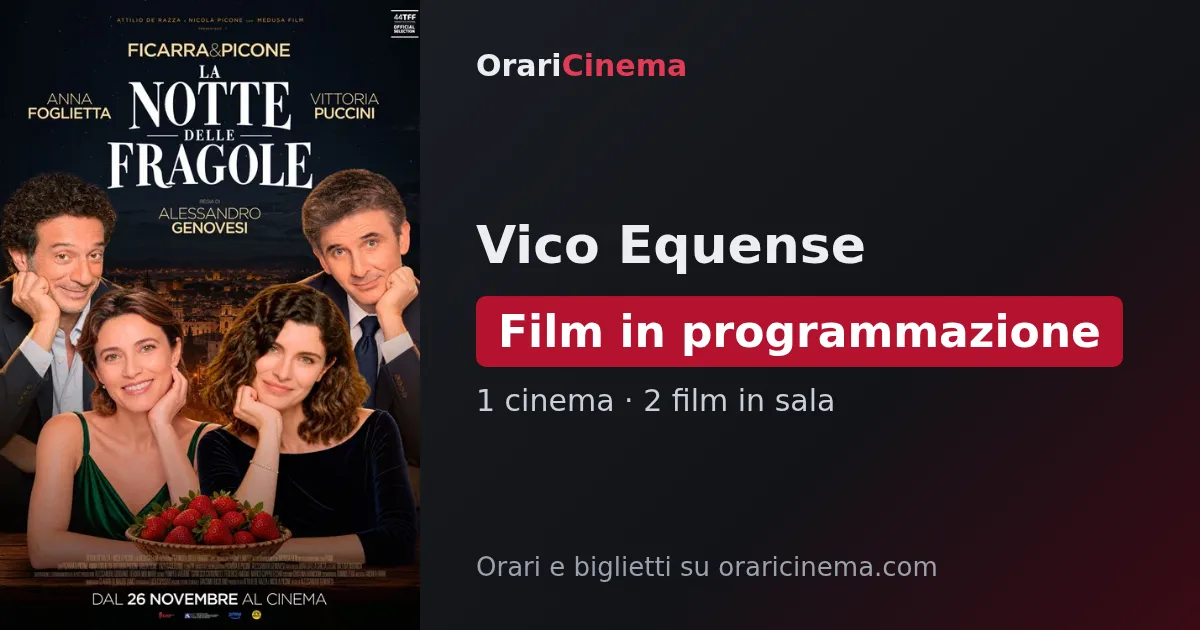 ATTILIO DE RAZZA E NICOLA PICONE CON MEDUSA FILM
44TFF
OFFICIAL
SELECTION
FICARRA&PICONE
LA
NOTTE
DELLE
FRAGOLE
ANNA
FOGLIETTA
VITTORIA
PUCCINI
REGIA DI
ALESSANDRO
GENOVESI
DAL 26 NOVEMBRE AL CINEMA
OrariCinema
Vico Equense
Film in programmazione
1 cinema · 2 film in sala
Orari e biglietti su oraricinema.com